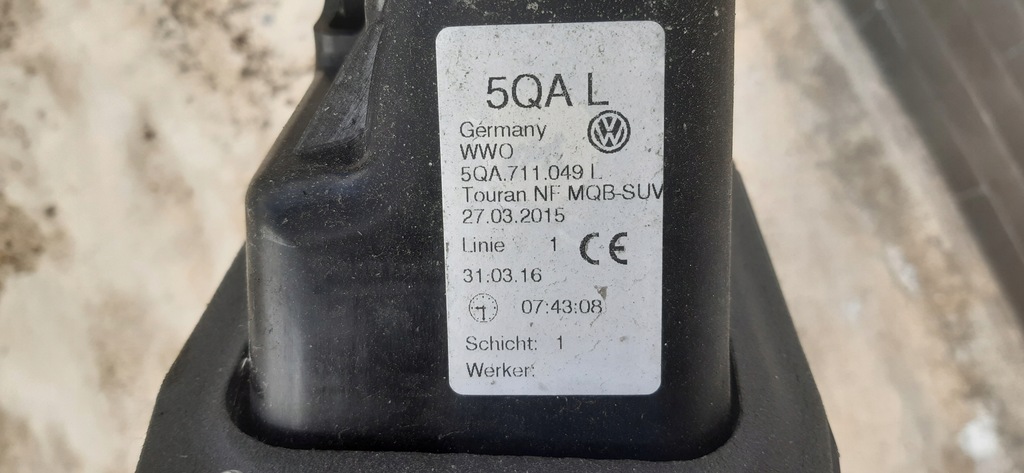 5QA L
Germany
WWO
5QA.711.049 L
Touran NF MQB-SUV
27.03.2015
Linie 1 CE
31.03.16
07:43:08
Schicht: 1
Werker: